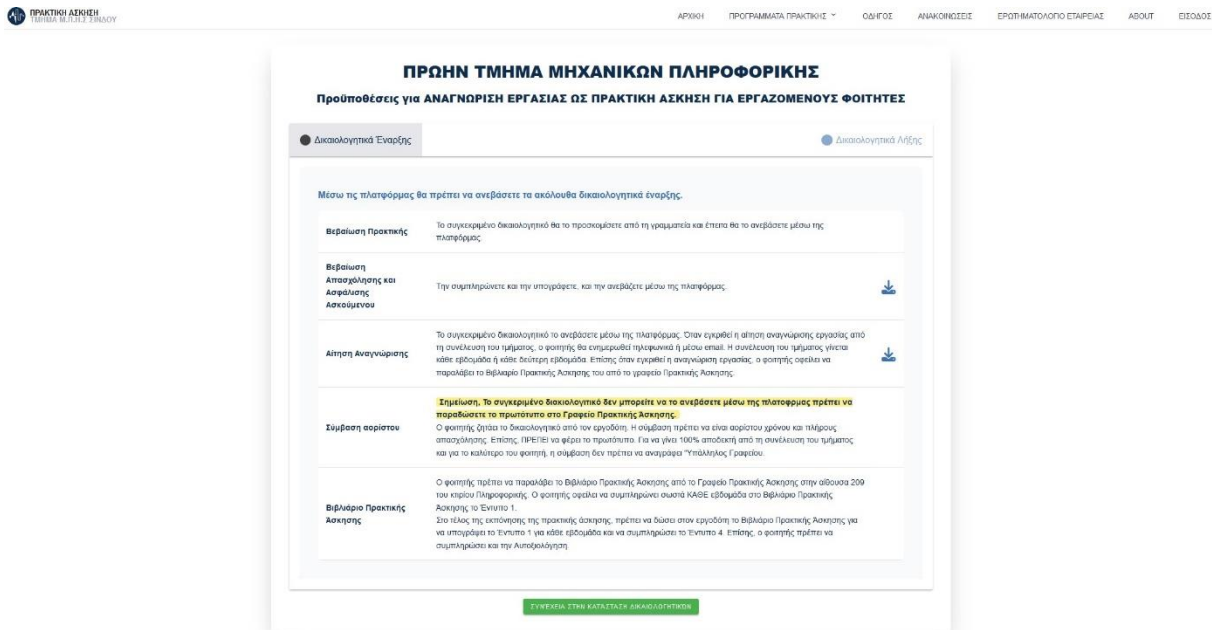 ΠΡΑΚΤΙΚΗ ΑΣΚΗΣΗ
ΤΜΗΜΑ Μ.Π.Η.Σ ΣΙΝΔΟΥ
ΑΡΧΙΚΗ ΠΡΟΓΡΑΜΜΑΤΑ ΠΡΑΚΤΙΚΗΣ ΟΔΗΓΟΣ ΑΝΑΚΟΙΝΩΣΕΙΣ ΕΡΩΤΗΜΑΤΟΛΟΓΙΟ ΕΤΑΙΡΕΙΑΣ ABOUT ΕΙΣΟΔΟΣ
ΠΡΩΗΝ ΤΜΗΜΑ ΜΗΧΑΝΙΚΩΝ ΠΛΗΡΟΦΟΡΙΚΗΣ
Προϋποθέσεις για ΑΝΑΓΝΩΡΙΣΗ ΕΡΓΑΣΙΑΣ ΩΣ ΠΡΑΚΤΙΚΗ ΑΣΚΗΣΗ ΓΙΑ ΕΡΓΑΖΟΜΕΝΟΥΣ ΦΟΙΤΗΤΕΣ
Δικαιολογητικά Έναρξης
Δικαιολογητικά Λήξης
Μέσω τις πλατφόρμας θα πρέπει να ανεβάσετε τα ακόλουθα δικαιολογητικά έναρξης.
Βεβαίωση Πρακτικής
Το συγκεκριμένο δικαιολογητικό θα το προσκομίσετε από τη γραμματεία και έπειτα θα το ανεβάσετε μέσω της
πλατφόρμας.
Βεβαίωση
Απασχόλησης και
Ασφάλισης
Ασκούμενου
Την συμπληρώνετε και την υπογράφετε, και την ανεβάζετε μέσω της πλατφόρμας.
Αίτηση Αναγνώρισης
Το συγκεκριμένο δικαιολογητικό το ανεβάσετε μέσω της πλατφόρμας. Όταν εγκριθεί η αίτηση αναγνώρισης εργασίας από
τη συνέλευση του τμήματος, ο φοιτητής θα ενημερωθεί τηλεφωνικά ή μέσω email. Η συνέλευση του τμήματος γίνεται
κάθε εβδομάδα ή κάθε δεύτερη εβδομάδα. Επίσης όταν εγκριθεί η αναγνώριση εργασίας, ο φοιτητής οφείλει να
παραλάβει το Βιβλιαρίο Πρακτικής Άσκησης του από το γραφείο Πρακτικής Άσκησης.
Σύμβαση αορίστου
Σημείωση, Το συγκεριμένο διακιολογιτικό δεν μπορείτε να το ανεβάσετε μέσω της πλατοφρμας πρέπει να
παραδώσετε το πρωτότυπο στο Γραφείο Πρακτικής Άσκησης.
Ο φοιτητής ζητάει το δικαιολογητικό από τον εργοδότη. Η σύμβαση πρέπει να είναι αορίστου χρόνου και πλήρους
απασχόλησης. Επίσης, ΠΡΕΠΕΙ να φέρει το πρωτότυπο. Για να γίνει 100% αποδεκτή από τη συνέλευση του τμήματος
και για το καλύτερο του φοιτητή, η σύμβαση δεν πρέπει να αναγράφει "Υπάλληλος Γραφείου.
Βιβλιάριο Πρακτικής
Άσκησης
Ο φοιτητής πρέπει να παραλάβει το Βιβλιάριο Πρακτικής Άσκησης από το Γραφείο Πρακτικής Άσκησης στην αίθουσα 209
του κτιρίου Πληροφορικής. Ο φοιτητής οφείλει να συμπληρώνει σωστά ΚΑΘΕ εβδομάδα στο Βιβλιάριο Πρακτικής
Άσκησης το Έντυπο 1.
Στο τέλος της εκπόνησης της πρακτικής άσκησης, πρέπει να δώσει στον εργοδότη το Βιβλιάριο Πρακτικής Άσκησης για
να υπογράψει το Έντυπο 1 για κάθε εβδομάδα και να συμπληρώσει το Έντυπο 4. Επίσης, ο φοιτητής πρέπει να
συμπληρώσει και την Αυτοξιολόγηση.
ΣΥΝΈΧΕΙΑ ΣΤΗΝ ΚΑΤΆΣΤΑΣΗ ΔΙΚΑΙΟΛΟΓΗΤΙΚΏΝ